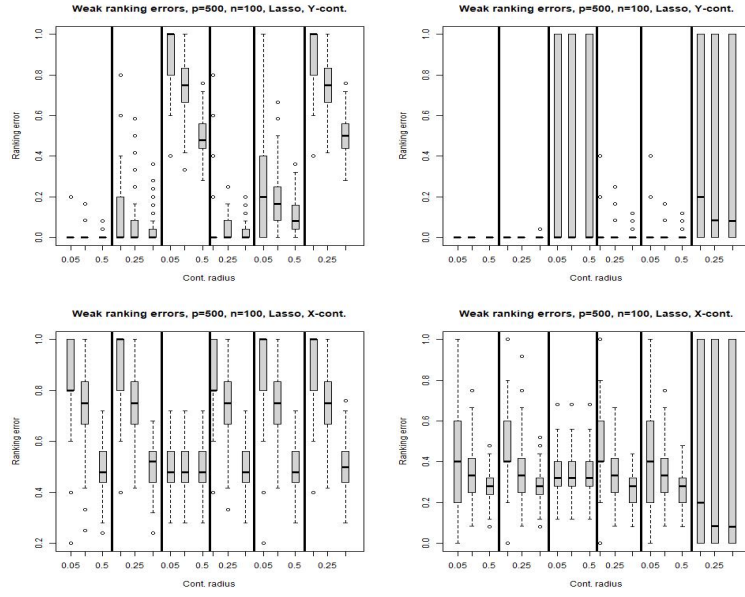 Weak ranking errors, p=500, n=100, Lasso, Y-cont.
Ranking error
1.0
0.8
0.6
0.4
0.2
0.0
0.05 0.5 0.25 0.05 0.5 0.25
Cont. radius
Weak ranking errors, p=500, n=100, Lasso, Y-cont.
Ranking error
1.0
0.8
0.6
0.4
0.2
0.0
0.05 0.5 0.25 0.05 0.5 0.25
Cont. radius
Weak ranking errors, p=500, n=100, Lasso, X-cont.
Ranking error
1.0
0.8
0.6
0.4
0.2
0.05 0.5 0.25 0.05 0.5 0.25
Cont. radius
Weak ranking errors, p=500, n=100, Lasso, X-cont.
Ranking error
1.0
0.8
0.6
0.4
0.2
0.0
0.05 0.5 0.25 0.05 0.5 0.25
Cont. radius